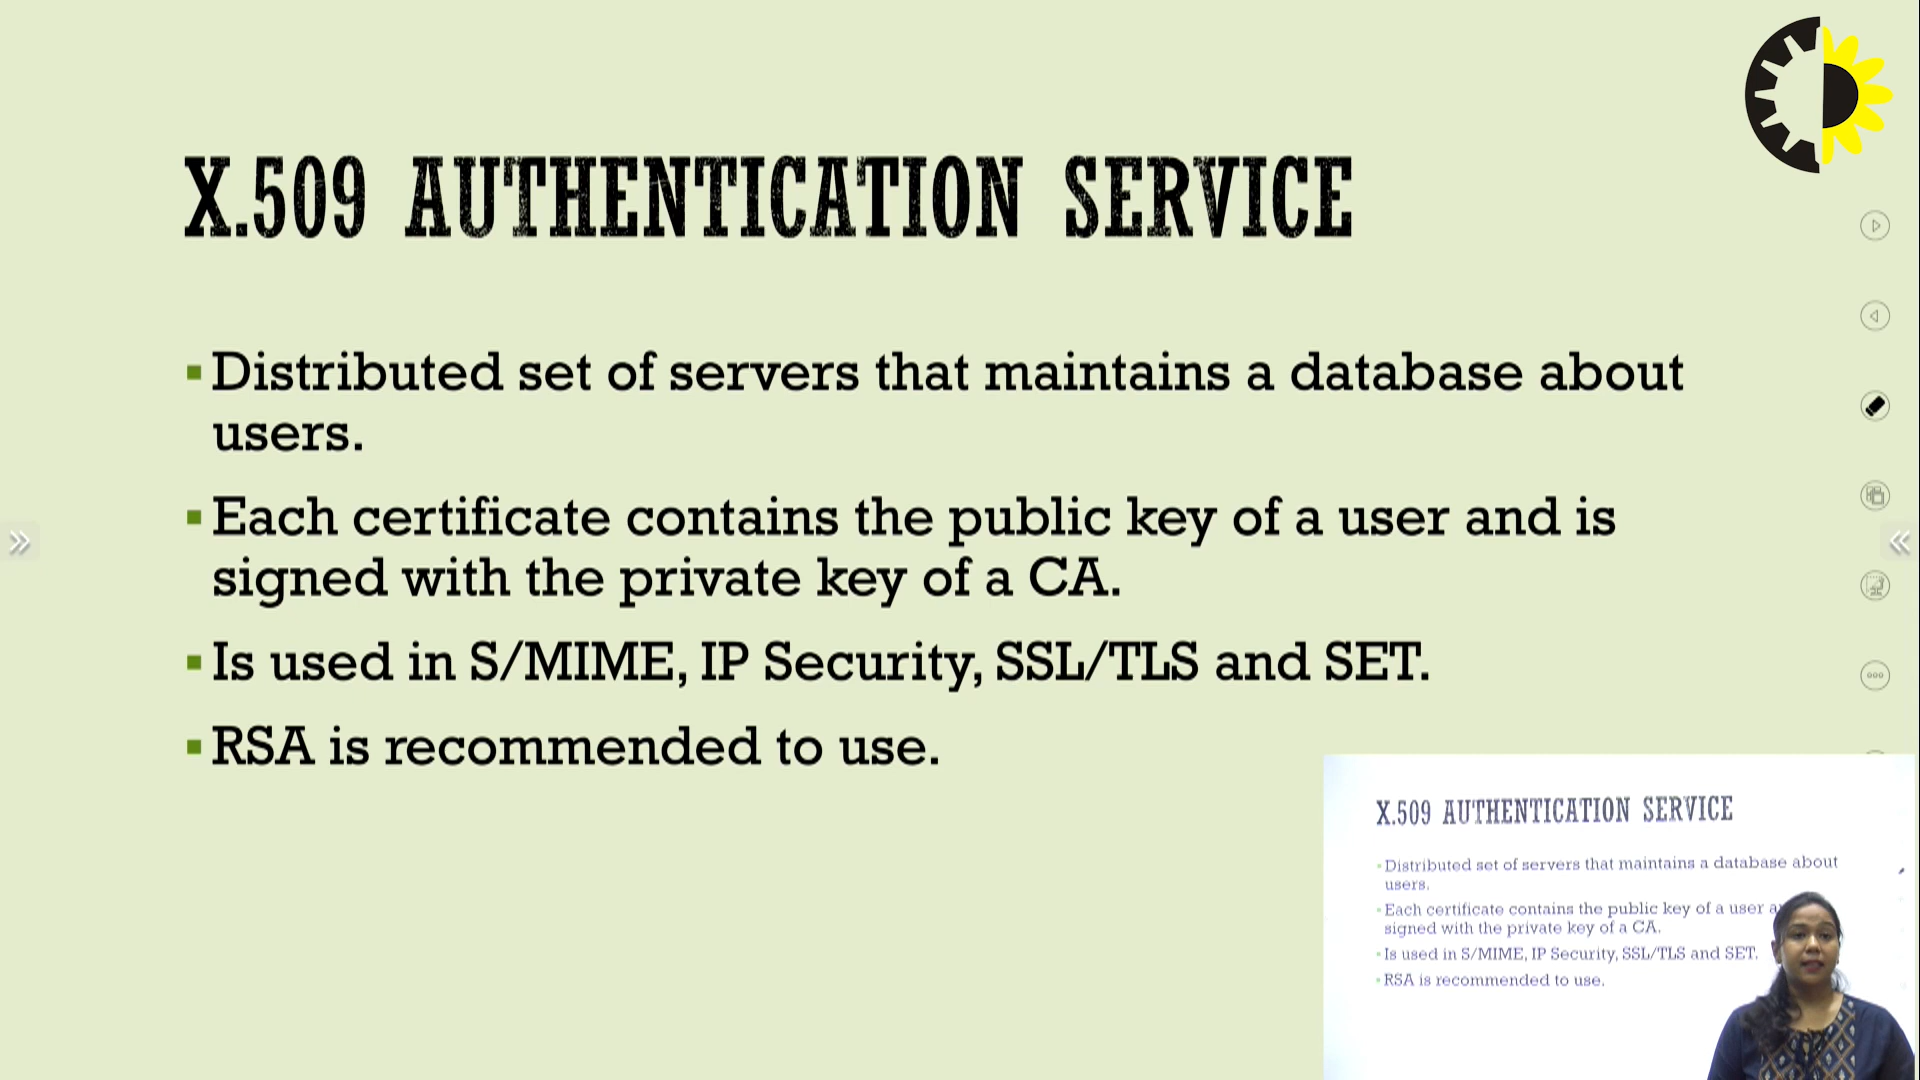 X.509 AUTHENTICATION SERVICE
▪ Distributed set of servers that maintains a database about
users.
▪ Each certificate contains the public key of a user and is
signed with the private key of a CA.
▪ Is used in S/MIME, IP Security, SSL/TLS and SET.
▪ RSA is recommended to use.
X.509 AUTHENTICATION SERVICE
▪ Distributed set of servers that maintains a database about
users.
▪ Each certificate contains the public key of a user
signed with the private key of a CA.
▪ Is used in S/MIME, IP Security, SSL/TLS and SET.
▪ RSA is recommended to use.